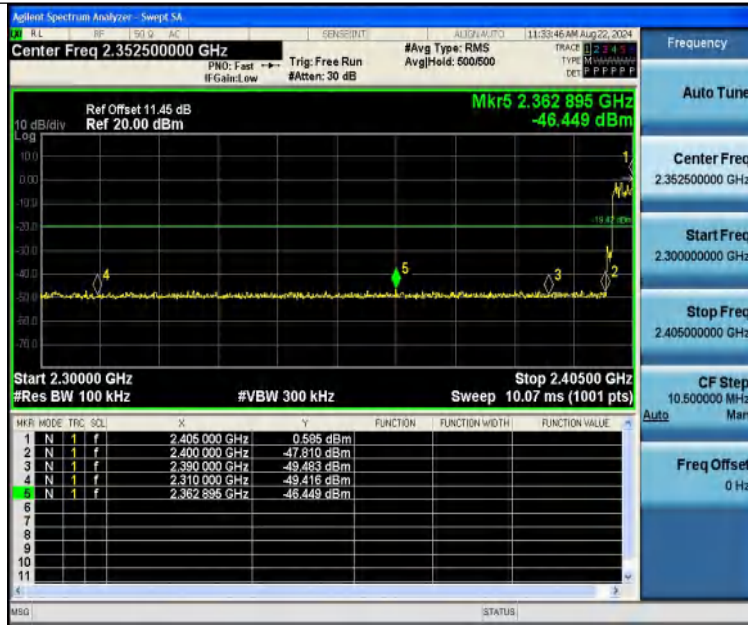 Agilent Spectrum Analyzer - Swept SA
RL RF 50 Ω AC SENSE:INT ALIGN AUTO 11:33:46 AM Aug 22, 2024
Center Freq 2.352500000 GHz
PNO: Fast
IFGain:Low
Trig: Free Run
#Atten: 30 dB
#Avg Type: RMS
Avg|Hold: 500/500
TRACE 1 2 3 4 5
TYPE M
DET P P P P P
Ref Offset 11.45 dB
10 dB/div Ref 20.00 dBm
Log
Mkr5 2.362 895 GHz
-46.449 dBm
10.0
0.00
-10.0
-20.0
-30.0
-40.0
-50.0
-60.0
-70.0
1
2
3
4
5
Start 2.30000 GHz Stop 2.40500 GHz
#Res BW 100 kHz #VBW 300 kHz Sweep 10.07 ms (1001 pts)
MKR MODE TRC SCL X Y FUNCTION FUNCTION WIDTH FUNCTION VALUE
1 N 1 f 2.405 000 GHz 0.585 dBm
2 N 1 f 2.400 000 GHz -47.810 dBm
3 N 1 f 2.390 000 GHz -49.483 dBm
4 N 1 f 2.310 000 GHz -49.416 dBm
5 N 1 f 2.362 895 GHz -46.449 dBm
6
7
8
9
10
11
MSG STATUS
Frequency
Auto Tune
Center Freq
2.352500000 GHz
Start Freq
2.300000000 GHz
Stop Freq
2.405000000 GHz
CF Step
10.500000 MHz
Auto Man
Freq Offset
0 Hz